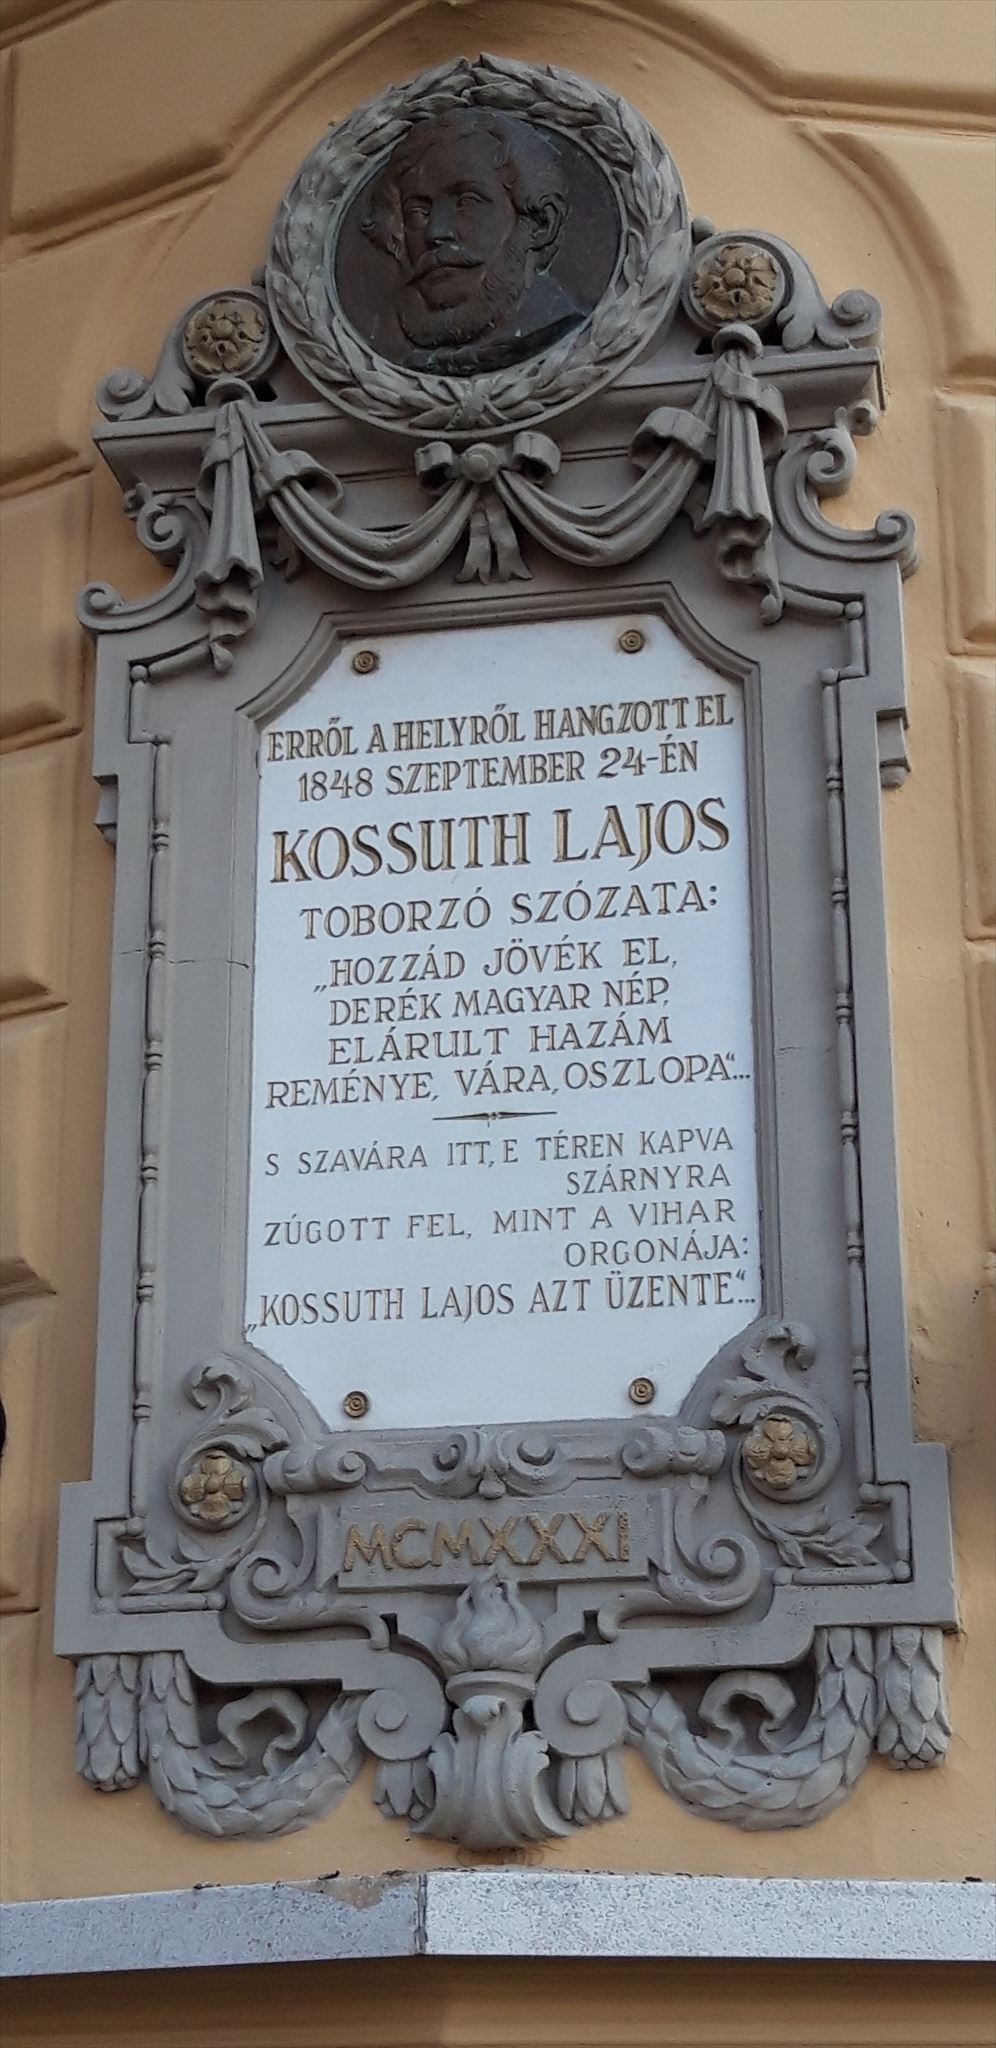 ERRŐL A HELYRŐL HANGZOTT EL
1848 SZEPTEMBER 24-ÉN
KOSSUTH LAJOS
TOBORZÓ SZÓZATA:
„HOZZÁD JÖVÉK EL,
DERÉK MAGYAR NÉP,
ELÁRULT HAZÁM
REMÉNYE, VÁRA, OSZLOPA“...
S SZAVÁRA ITT, E TÉREN KAPVA
SZÁRNYRA
ZÚGOTT FEL, MINT A VIHAR
ORGONÁJA:
„KOSSUTH LAJOS AZT ÜZENTE“...
MCMXXXI